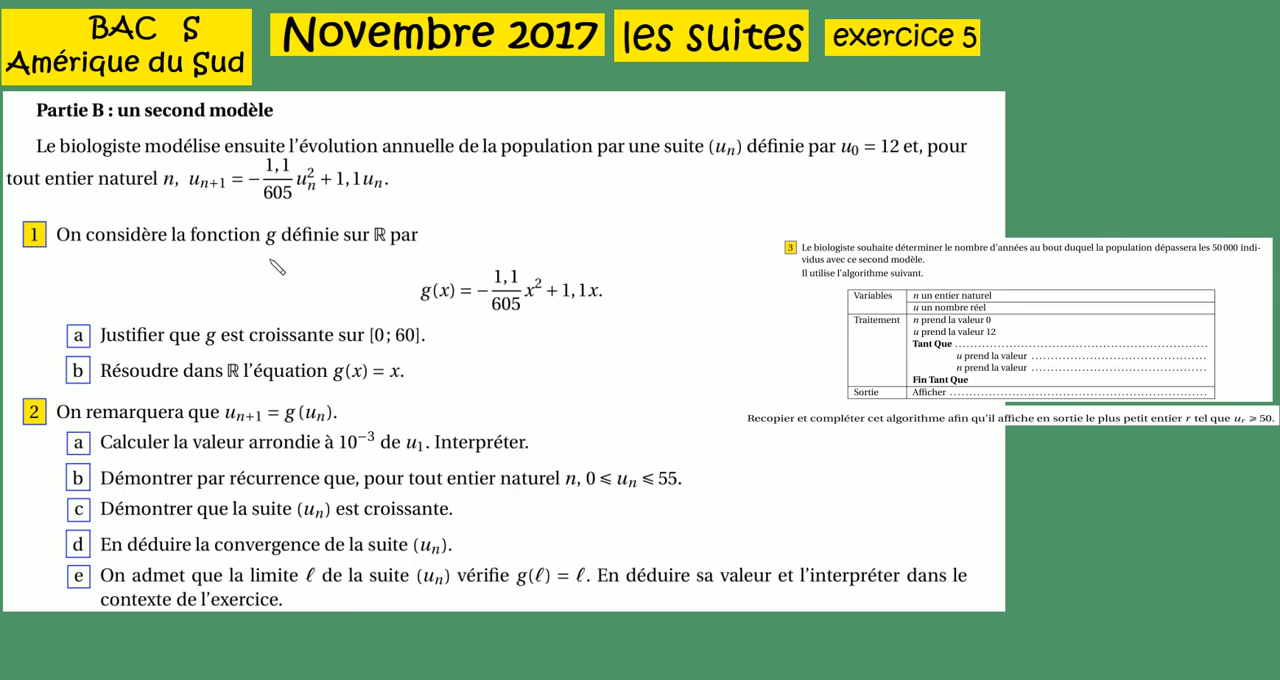 BAC S
Amérique du Sud
Novembre 2017
les suites
exercice 5
Partie B : un second modèle
Le biologiste modélise ensuite l'évolution annuelle de la population par une suite (uₙ) définie par u₀ = 12 et, pour
tout entier naturel n, uₙ₊₁ = −1,1/605 uₙ² + 1,1uₙ.
1 On considère la fonction g définie sur ℝ par
g(x) = −1,1/605 x² + 1,1x.
a Justifier que g est croissante sur [0 ; 60].
b Résoudre dans ℝ l'équation g(x) = x.
2 On remarquera que uₙ₊₁ = g(uₙ).
a Calculer la valeur arrondie à 10⁻³ de u₁. Interpréter.
b Démontrer par récurrence que, pour tout entier naturel n, 0 ⩽ uₙ ⩽ 55.
c Démontrer que la suite (uₙ) est croissante.
d En déduire la convergence de la suite (uₙ).
e On admet que la limite ℓ de la suite (uₙ) vérifie g(ℓ) = ℓ. En déduire sa valeur et l'interpréter dans le
contexte de l'exercice.
3 Le biologiste souhaite déterminer le nombre d'années au bout duquel la population dépassera les 50 000 indi-
vidus avec ce second modèle.
Il utilise l'algorithme suivant.
Variables n un entier naturel
u un nombre réel
Traitement n prend la valeur 0
u prend la valeur 12
Tant Que ..........
u prend la valeur ..........
n prend la valeur ..........
Fin Tant Que
Sortie Afficher ..........
Recopier et compléter cet algorithme afin qu'il affiche en sortie le plus petit entier r tel que uᵣ ⩾ 50.